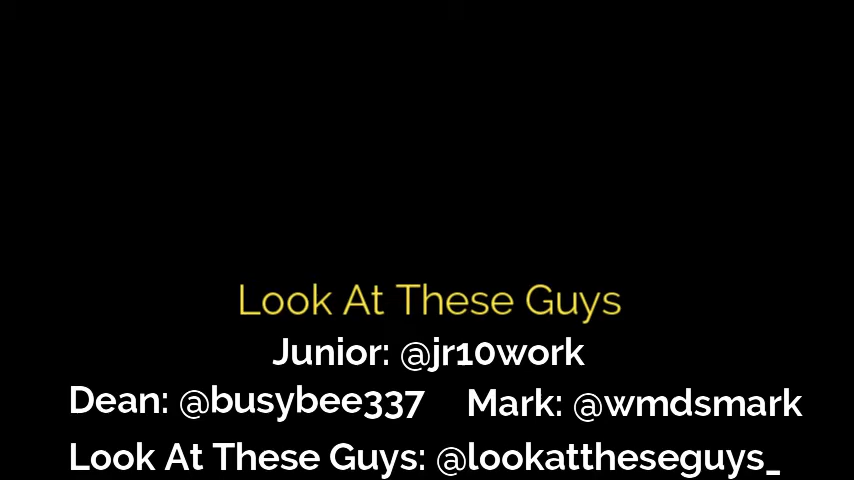 Look At These Guys
Junior: @jr10work
Dean: @busybee337 Mark: @wmdsmark
Look At These Guys: @lookattheseguys_